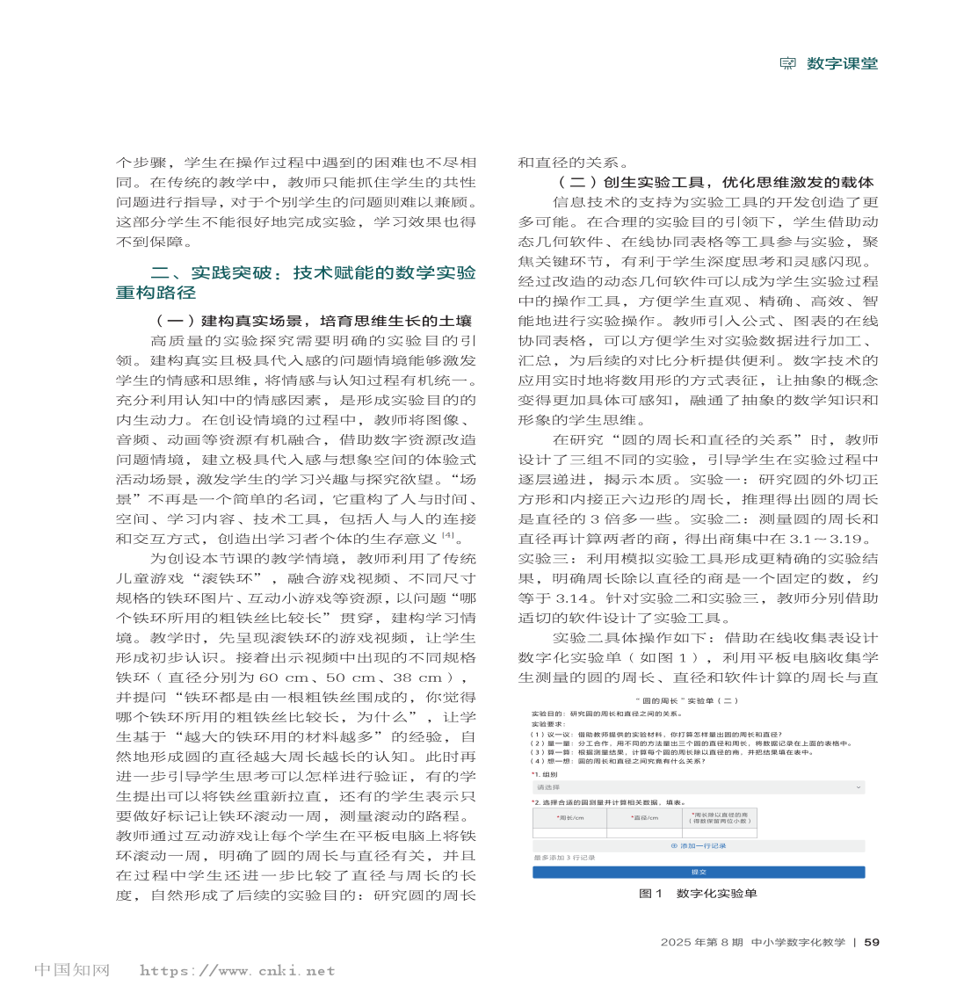 数字课堂
个步骤，学生在操作过程中遇到的困难也不尽相
同。在传统的教学中，教师只能抓住学生的共性
问题进行指导，对于个别学生的问题则难以兼顾。
这部分学生不能很好地完成实验，学习效果也得
不到保障。
二、实践突破：技术赋能的数学实验
重构路径
（一）建构真实场景，培育思维生长的土壤
高质量的实验探究需要明确的实验目的引
领。建构真实且极具代入感的问题情境能够激发
学生的情感和思维，将情感与认知过程有机统一。
充分利用认知中的情感因素，是形成实验目的的
内生动力。在创设情境的过程中，教师将图像、
音频、动画等资源有机融合，借助数字资源改造
问题情境，建立极具代入感与想象空间的体验式
活动场景，激发学生的学习兴趣与探究欲望。“场
景”不再是一个简单的名词，它重构了人与时间、
空间、学习内容、技术工具，包括人与人的连接
和交互方式，创造出学习者个体的生存意义[4]。
为创设本节课的教学情境，教师利用了传统
儿童游戏“滚铁环”，融合游戏视频、不同尺寸
规格的铁环图片、互动小游戏等资源，以问题“哪
个铁环所用的粗铁丝比较长”贯穿，建构学习情
境。教学时，先呈现滚铁环的游戏视频，让学生
形成初步认识。接着出示视频中出现的不同规格
铁环（直径分别为 60 cm、50 cm、38 cm），
并提问“铁环都是由一根粗铁丝围成的，你觉得
哪个铁环所用的粗铁丝比较长，为什么”，让学
生基于“越大的铁环用的材料越多”的经验，自
然地形成圆的直径越大周长越长的认知。此时再
进一步引导学生思考可以怎样进行验证，有的学
生提出可以将铁丝重新拉直，还有的学生表示只
要做好标记让铁环滚动一周，测量滚动的路程。
教师通过互动游戏让每个学生在平板电脑上将铁
环滚动一周，明确了圆的周长与直径有关，并且
在过程中学生还进一步比较了直径与周长的长
度，自然形成了后续的实验目的：研究圆的周长
和直径的关系。
（二）创生实验工具，优化思维激发的载体
信息技术的支持为实验工具的开发创造了更
多可能。在合理的实验目的引领下，学生借助动
态几何软件、在线协同表格等工具参与实验，聚
焦关键环节，有利于学生深度思考和灵感闪现。
经过改造的动态几何软件可以成为学生实验过程
中的操作工具，方便学生直观、精确、高效、智
能地进行实验操作。教师引入公式、图表的在线
协同表格，可以方便学生对实验数据进行加工、
汇总，为后续的对比分析提供便利。数字技术的
应用实时地将数用形的方式表征，让抽象的概念
变得更加具体可感知，融通了抽象的数学知识和
形象的学生思维。
在研究“圆的周长和直径的关系”时，教师
设计了三组不同的实验，引导学生在实验过程中
逐层递进，揭示本质。实验一：研究圆的外切正
方形和内接正六边形的周长，推理得出圆的周长
是直径的 3 倍多一些。实验二：测量圆的周长和
直径再计算两者的商，得出商集中在 3.1～3.19。
实验三：利用模拟实验工具形成更精确的实验结
果，明确周长除以直径的商是一个固定的数，约
等于 3.14。针对实验二和实验三，教师分别借助
适切的软件设计了实验工具。
实验二具体操作如下：借助在线收集表设计
数字化实验单（如图 1），利用平板电脑收集学
生测量的圆的周长、直径和软件计算的周长与直
“圆的周长”实验单（二）
实验目的：研究圆的周长和直径之间的关系。
实验要求：
（1）议一议：借助教师提供的实验材料，你打算怎样量出圆的周长和直径？
（2）量一量：分工合作，用不同的方法量出三个圆的直径和周长，将数据记录在上面的表格中。
（3）算一算：根据测量结果，计算每个圆的周长除以直径的商，并把结果填在表中。
（4）想一想：圆的周长和直径之间究竟有什么关系？
*1. 组别
请选择
*2. 选择合适的圆测量并计算相关数据，填表。
*周长/cm *直径/cm *周长除以直径的商
（得数保留两位小数）
⊕ 添加一行记录
最多添加 3 行记录
提交
图 1 数字化实验单
2025 年第 8 期 中小学数字化教学 | 59
中国知网 https://www.cnki.net